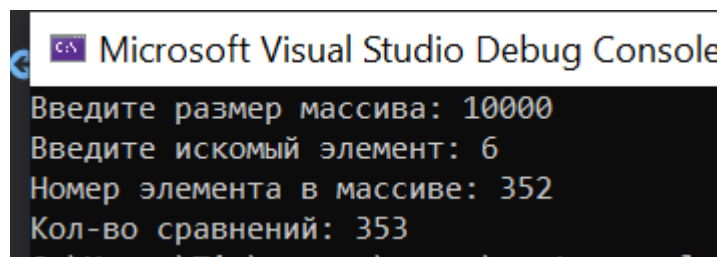 Microsoft Visual Studio Debug Console
Введите размер массива: 10000
Введите искомый элемент: 6
Номер элемента в массиве: 352
Кол-во сравнений: 353